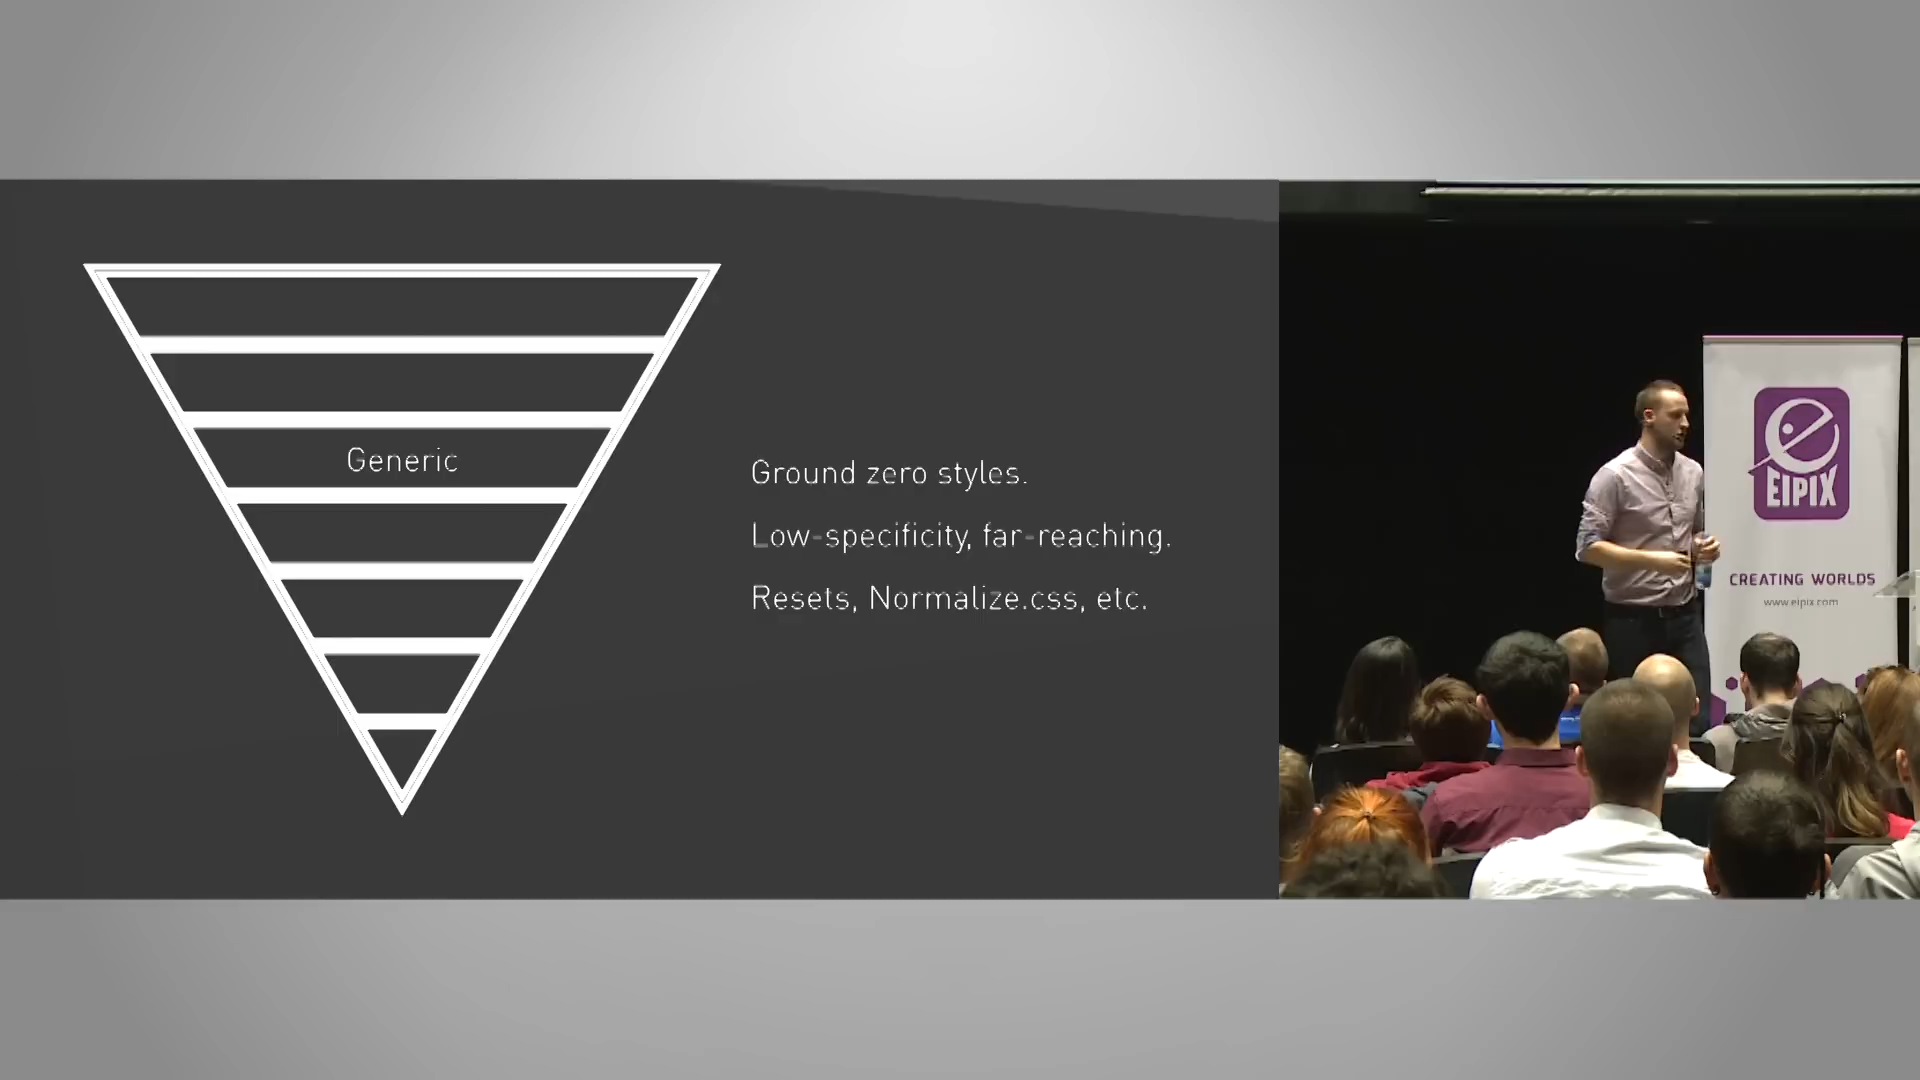 Generic
Ground zero styles.
Low-specificity, far-reaching.
Resets, Normalize.css, etc.
EIPIX
CREATING WORLDS
www.eipix.com